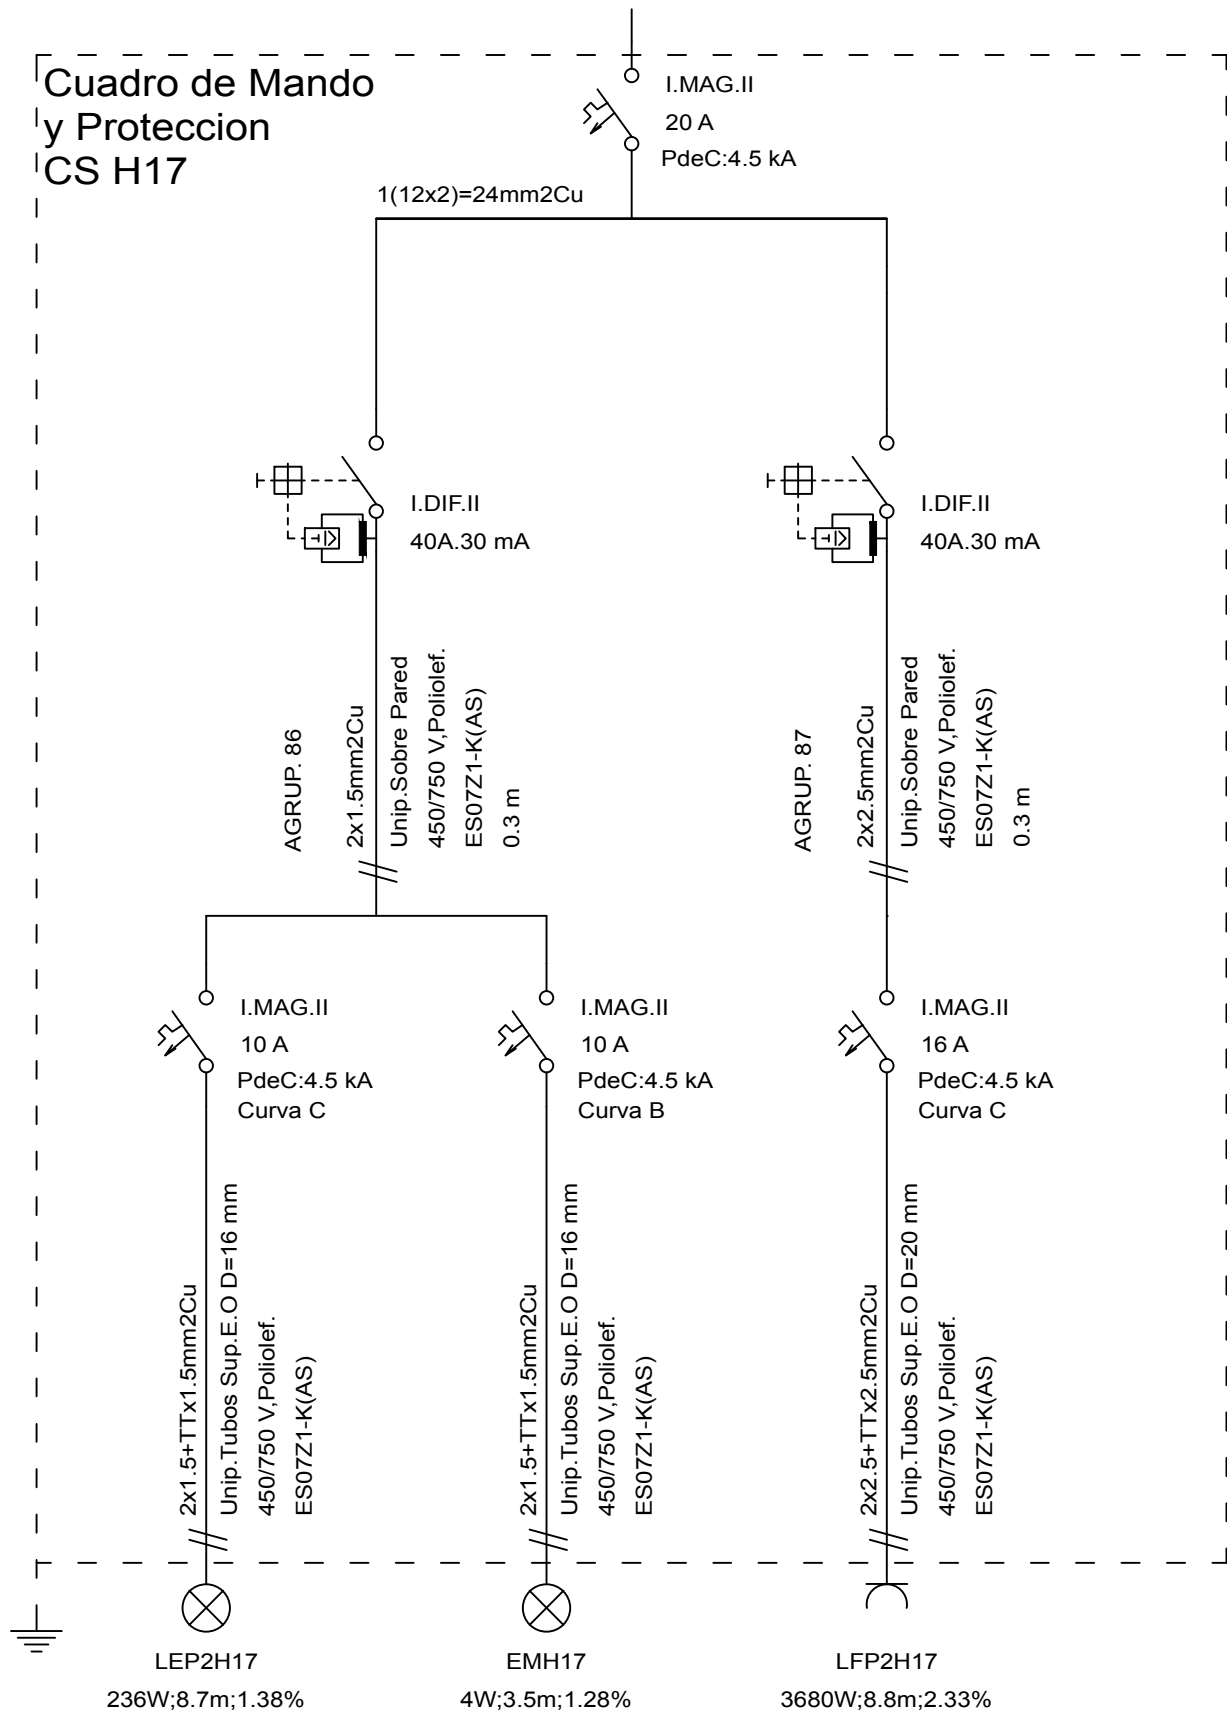 Cuadro de Mando
y Proteccion
CS H17
I.MAG.II
20 A
PdeC:4.5 kA
1(12x2)=24mm2Cu
I.DIF.II
40A.30 mA
I.DIF.II
40A.30 mA
AGRUP. 86
2x1.5mm2Cu
Unip.Sobre Pared
450/750 V,Poliolef.
ES07Z1-K(AS)
0.3 m
AGRUP. 87
2x2.5mm2Cu
Unip.Sobre Pared
450/750 V,Poliolef.
ES07Z1-K(AS)
0.3 m
I.MAG.II
10 A
PdeC:4.5 kA
Curva C
I.MAG.II
10 A
PdeC:4.5 kA
Curva B
I.MAG.II
16 A
PdeC:4.5 kA
Curva C
2x1.5+TTx1.5mm2Cu
Unip.Tubos Sup.E.O D=16 mm
450/750 V,Poliolef.
ES07Z1-K(AS)
2x1.5+TTx1.5mm2Cu
Unip.Tubos Sup.E.O D=16 mm
450/750 V,Poliolef.
ES07Z1-K(AS)
2x2.5+TTx2.5mm2Cu
Unip.Tubos Sup.E.O D=20 mm
450/750 V,Poliolef.
ES07Z1-K(AS)
LEP2H17
236W;8.7m;1.38%
EMH17
4W;3.5m;1.28%
LFP2H17
3680W;8.8m;2.33%